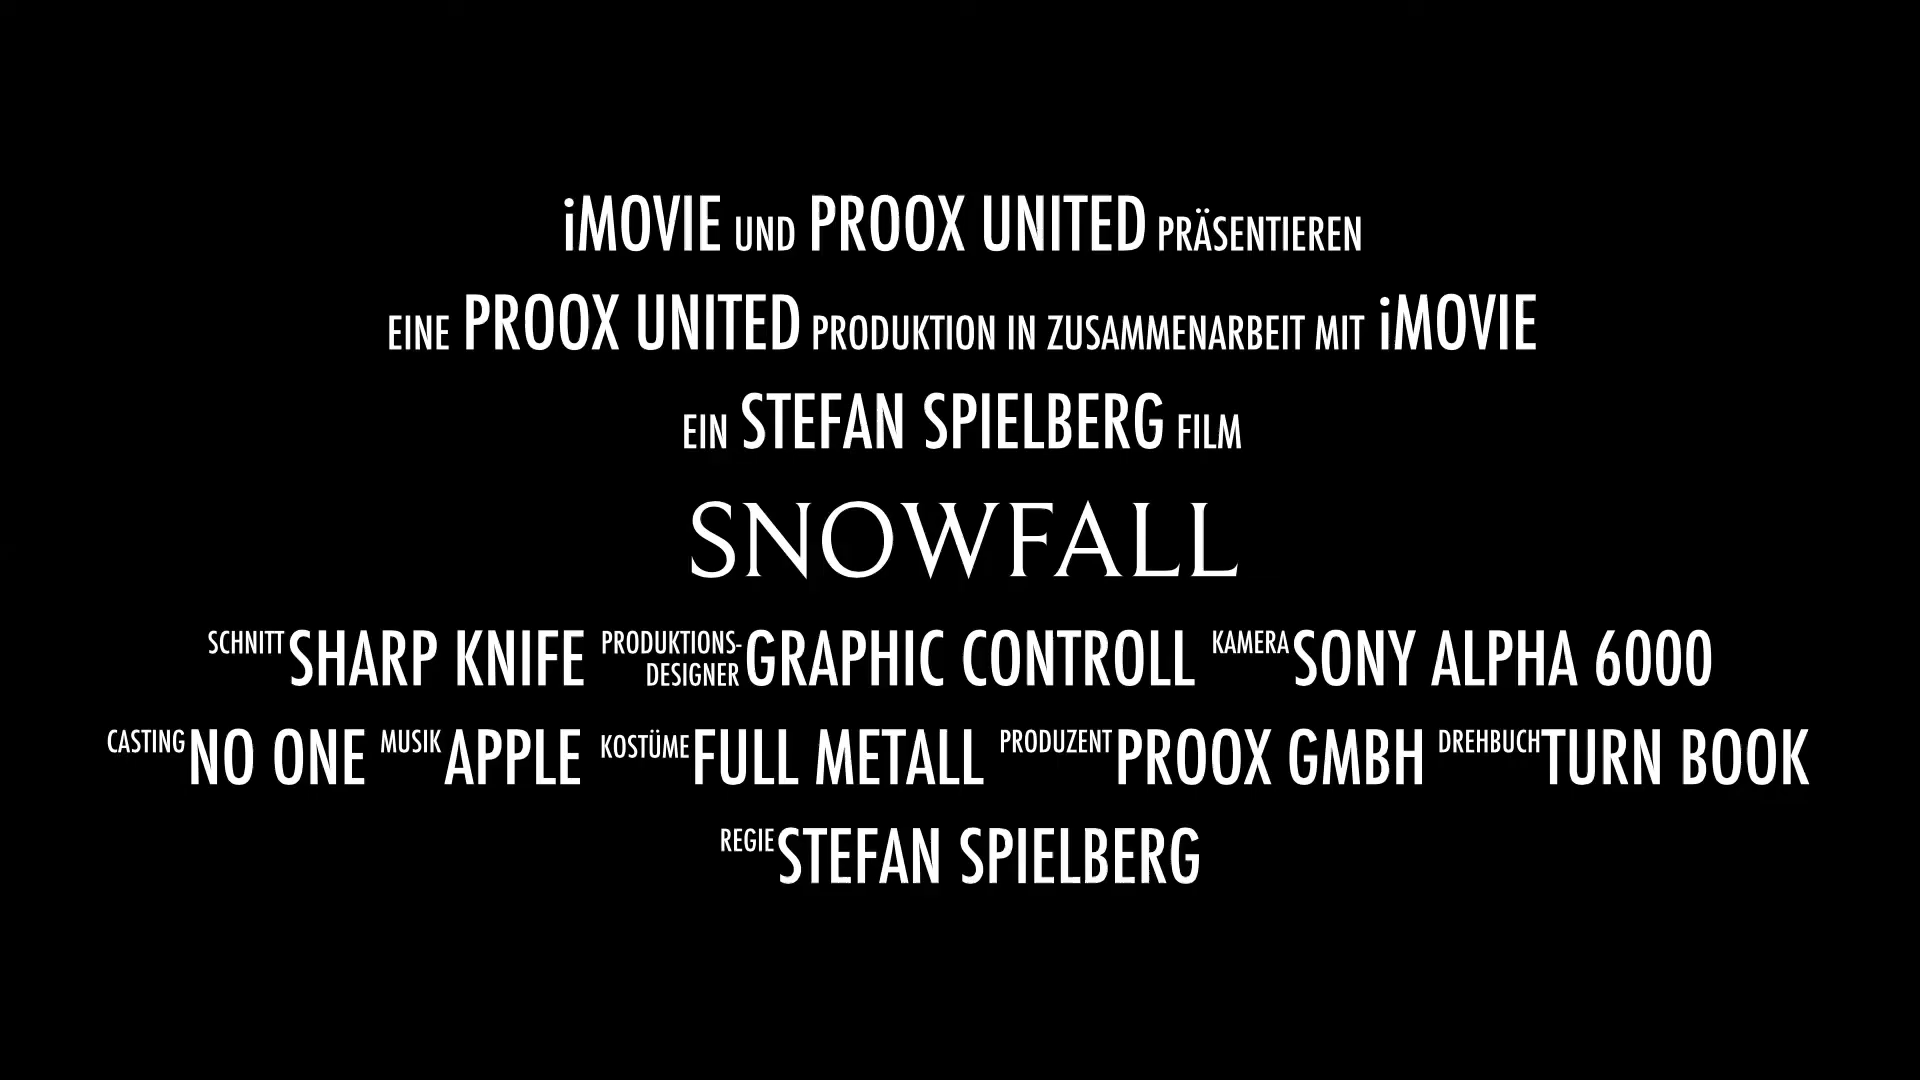 iMOVIE UND PROOX UNITED PRÄSENTIEREN
EINE PROOX UNITED PRODUKTION IN ZUSAMMENARBEIT MIT iMOVIE
EIN STEFAN SPIELBERG FILM
SNOWFALL
SCHNITT SHARP KNIFE PRODUKTIONS-DESIGNER GRAPHIC CONTROLL KAMERA SONY ALPHA 6000
CASTING NO ONE MUSIK APPLE KOSTÜME FULL METALL PRODUZENT PROOX GMBH DREHBUCH TURN BOOK
REGIE STEFAN SPIELBERG